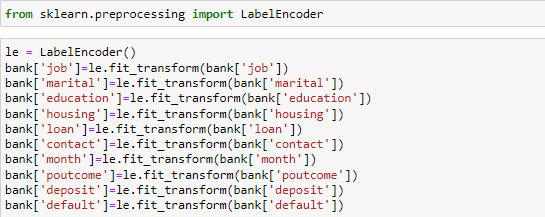 from sklearn.preprocessing import LabelEncoder
le = LabelEncoder()
bank['job']=le.fit_transform(bank['job'])
bank['marital']=le.fit_transform(bank['marital'])
bank['education']=le.fit_transform(bank['education'])
bank['housing']=le.fit_transform(bank['housing'])
bank['loan']=le.fit_transform(bank['loan'])
bank['contact']=le.fit_transform(bank['contact'])
bank['month']=le.fit_transform(bank['month'])
bank['poutcome']=le.fit_transform(bank['poutcome'])
bank['deposit']=le.fit_transform(bank['deposit'])
bank['default']=le.fit_transform(bank['default'])